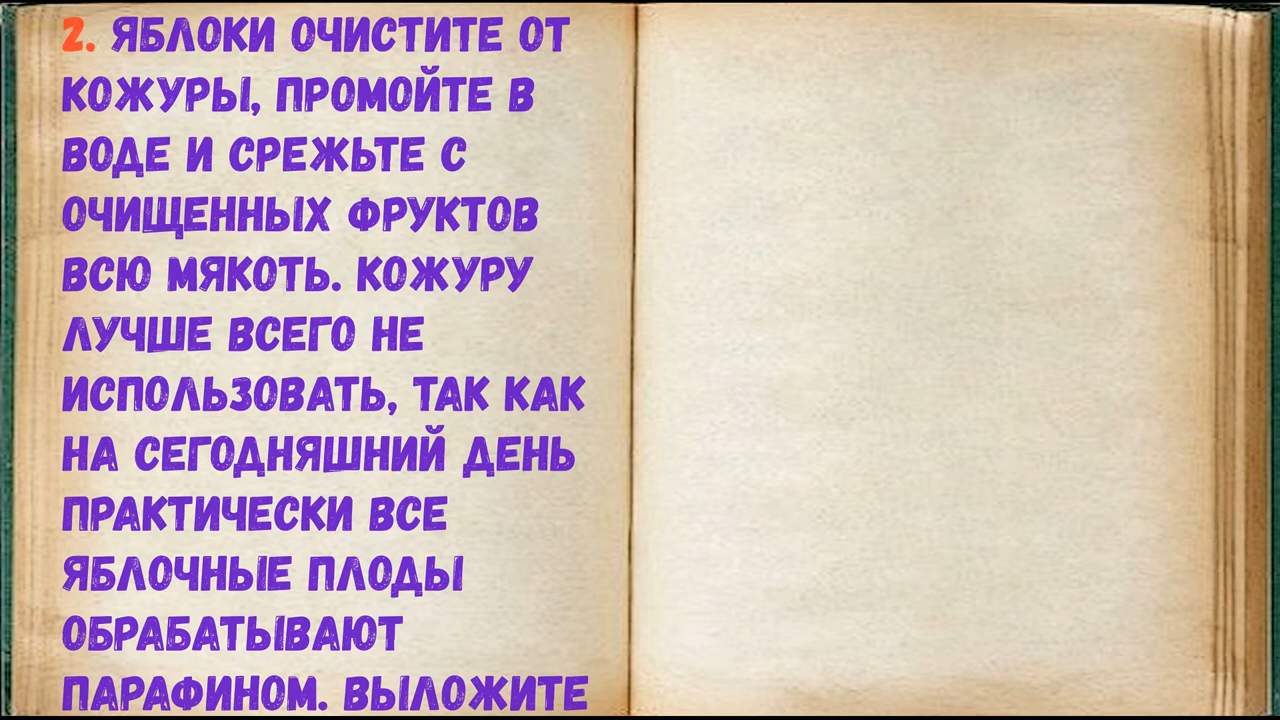 2. ЯБЛОКИ ОЧИСТИТЕ ОТ
КОЖУРЫ, ПРОМОЙТЕ В
ВОДЕ И СРЕЖЬТЕ С
ОЧИЩЕННЫХ ФРУКТОВ
ВСЮ МЯКОТЬ. КОЖУРУ
ЛУЧШЕ ВСЕГО НЕ
ИСПОЛЬЗОВАТЬ, ТАК КАК
НА СЕГОДНЯШНИЙ ДЕНЬ
ПРАКТИЧЕСКИ ВСЕ
ЯБЛОЧНЫЕ ПЛОДЫ
ОБРАБАТЫВАЮТ
ПАРАФИНОМ. ВЫЛОЖИТЕ